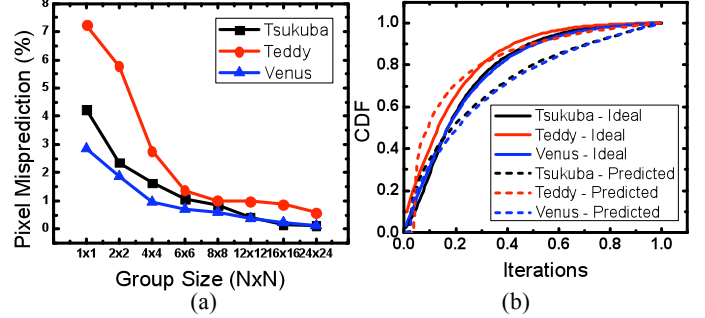 (a)
8
7
6
5
4
3
2
1
0
Pixel Misprediction (%)
Tsukuba
Teddy
Venus
1x1 2x2 4x4 6x6 8x8 12x12 16x16 24x24
Group Size (NxN)
(a)
(b)
1.0
0.8
0.6
0.4
0.2
0.0
CDF
Tsukuba - Ideal
Teddy - Ideal
Venus - Ideal
Tsukuba - Predicted
Teddy - Predicted
Venus - Predicted
0.0 0.2 0.4 0.6 0.8 1.0
Iterations
(b)